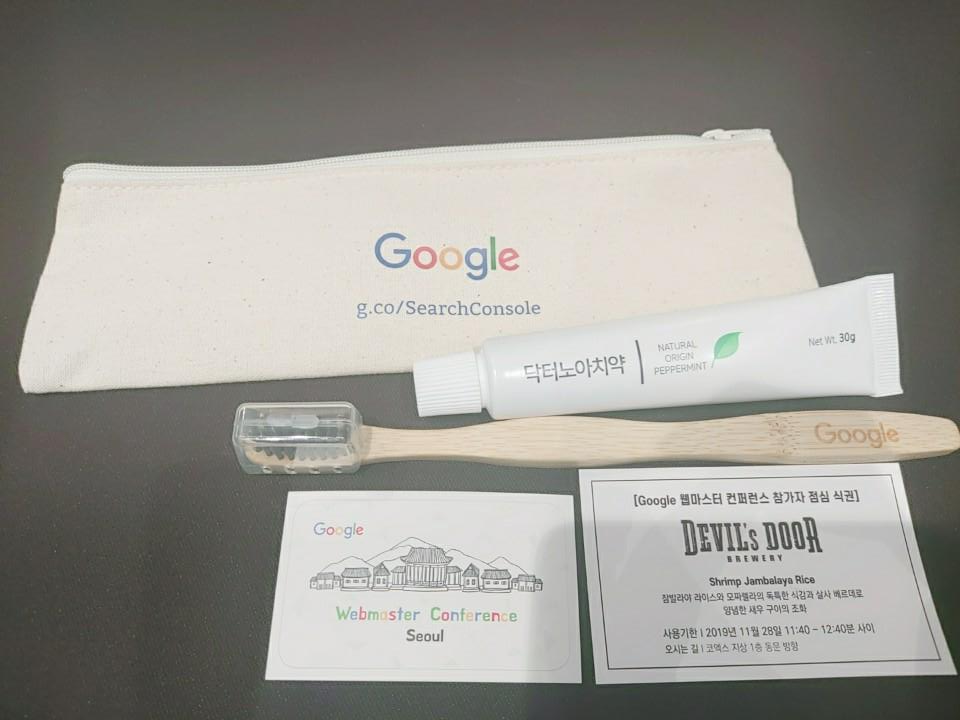 Google
g.co/SearchConsole
닥터노아치약
NATURAL
ORIGIN
PEPPERMINT
Net Wt. 30g
Google
Google
Webmaster Conference
Seoul
[Google 웹마스터 컨퍼런스 참가자 점심 식권]
DEVIL's DOOR
BREWERY
Shrimp Jambalaya Rice
잠발라야 라이스와 모짜렐라의 독특한 식감과 살사 베르데로
양념한 새우 구이의 조화
사용기한 I 2019년 11월 28일 11:40 – 12:40분 사이
오시는 길 I 코엑스 지상 1층 동문 방향